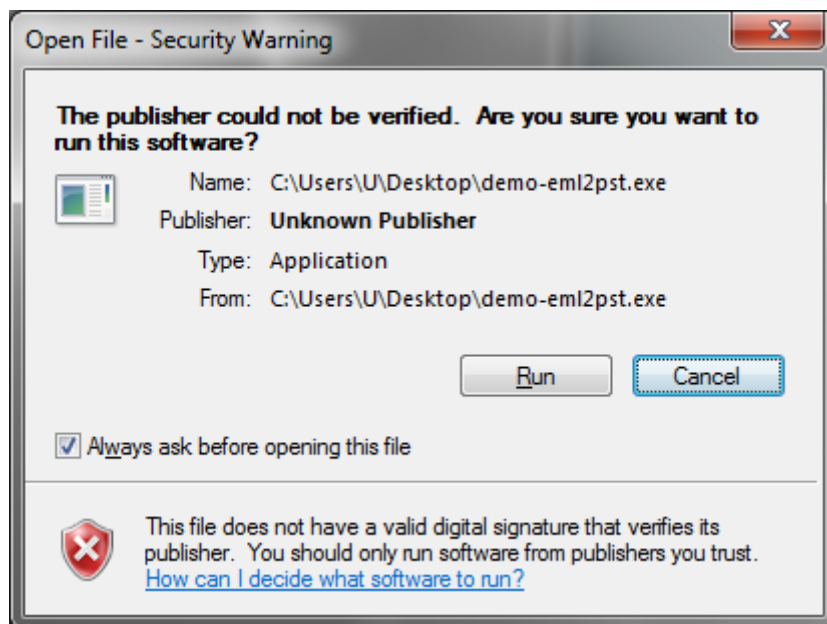 Open File - Security Warning
The publisher could not be verified.  Are you sure you want to
run this software?
Name: C:\Users\U\Desktop\demo-eml2pst.exe
Publisher: Unknown Publisher
Type: Application
From: C:\Users\U\Desktop\demo-eml2pst.exe
Run Cancel
Always ask before opening this file
This file does not have a valid digital signature that verifies its
publisher.  You should only run software from publishers you trust.
How can I decide what software to run?